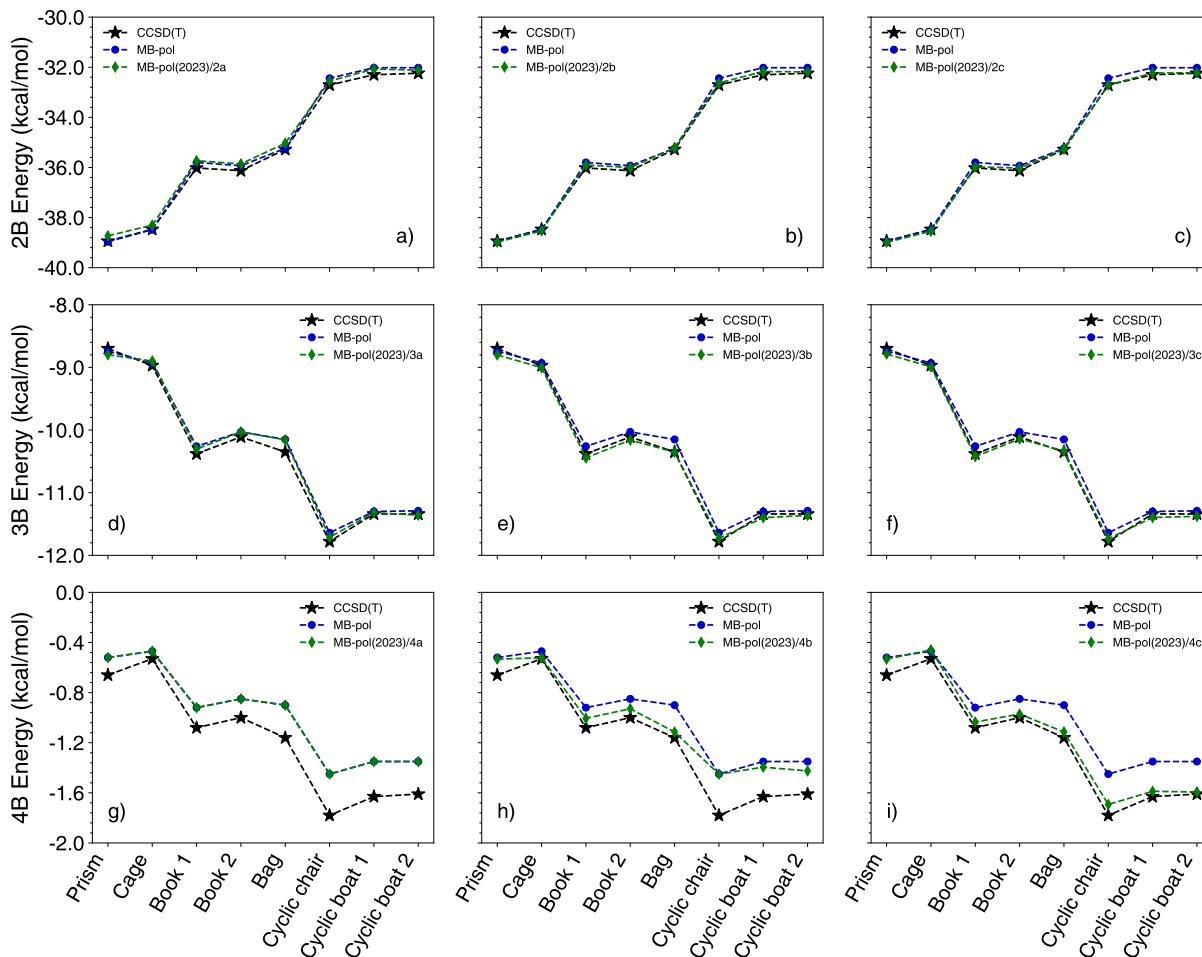 -30.0
-32.0
-34.0
-36.0
-38.0
-40.0
2B Energy (kcal/mol)
CCSD(T)
MB-pol
MB-pol(2023)/2a
a)
CCSD(T)
MB-pol
MB-pol(2023)/2b
b)
CCSD(T)
MB-pol
MB-pol(2023)/2c
c)
-8.0
-9.0
-10.0
-11.0
-12.0
3B Energy (kcal/mol)
CCSD(T)
MB-pol
MB-pol(2023)/3a
d)
CCSD(T)
MB-pol
MB-pol(2023)/3b
e)
CCSD(T)
MB-pol
MB-pol(2023)/3c
f)
0.0
-0.4
-0.8
-1.2
-1.6
-2.0
4B Energy (kcal/mol)
CCSD(T)
MB-pol
MB-pol(2023)/4a
g)
CCSD(T)
MB-pol
MB-pol(2023)/4b
h)
CCSD(T)
MB-pol
MB-pol(2023)/4c
i)
Prism
Cage
Book 1
Book 2
Bag
Cyclic chair
Cyclic boat 1
Cyclic boat 2
Prism
Cage
Book 1
Book 2
Bag
Cyclic chair
Cyclic boat 1
Cyclic boat 2
Prism
Cage
Book 1
Book 2
Bag
Cyclic chair
Cyclic boat 1
Cyclic boat 2